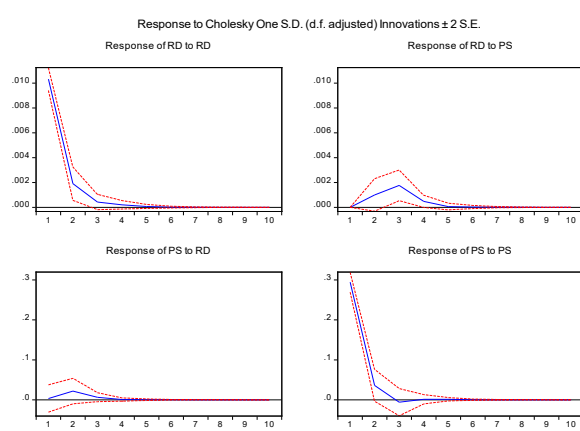 Response to Cholesky One S.D. (d.f. adjusted) Innovations ± 2 S.E.
Response of RD to RD
.010
.008
.006
.004
.002
.000
1 2 3 4 5 6 7 8 9 10
Response of RD to PS
.010
.008
.006
.004
.002
.000
1 2 3 4 5 6 7 8 9 10
Response of PS to RD
.3
.2
.1
.0
1 2 3 4 5 6 7 8 9 10
Response of PS to PS
.3
.2
.1
.0
1 2 3 4 5 6 7 8 9 10